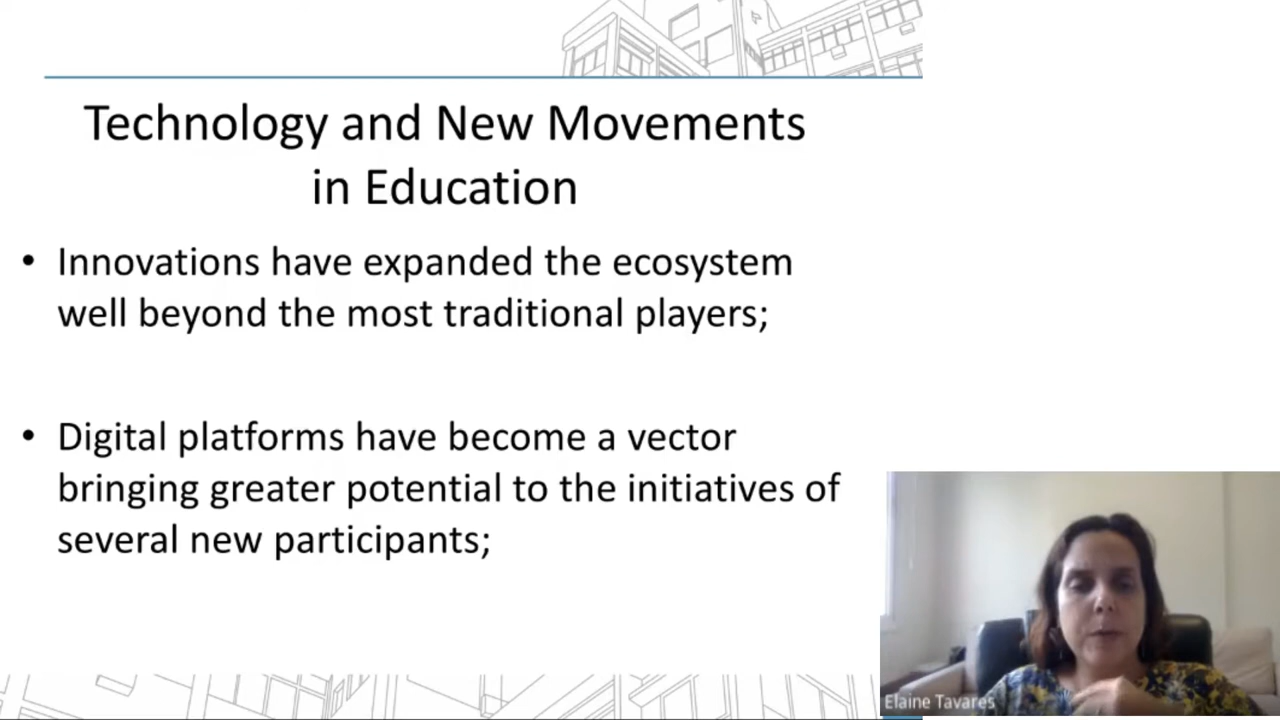 Technology and New Movements
in Education
• Innovations have expanded the ecosystem
well beyond the most traditional players;
• Digital platforms have become a vector
bringing greater potential to the initiatives of
several new participants;
Elaine Tavares